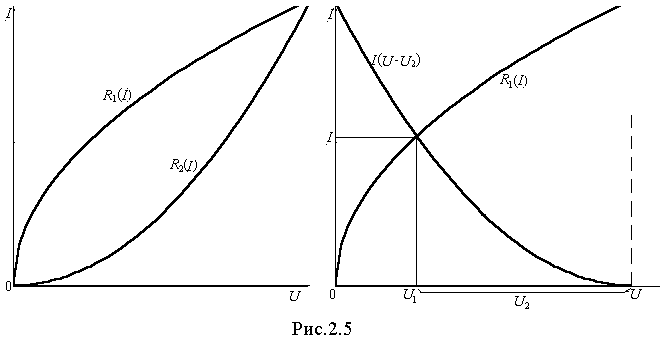 I
R1(I)
R2(I)
0
U
I
I(U-U2)
R1(I)
I
0
U1
U2
U
Рис.2.5